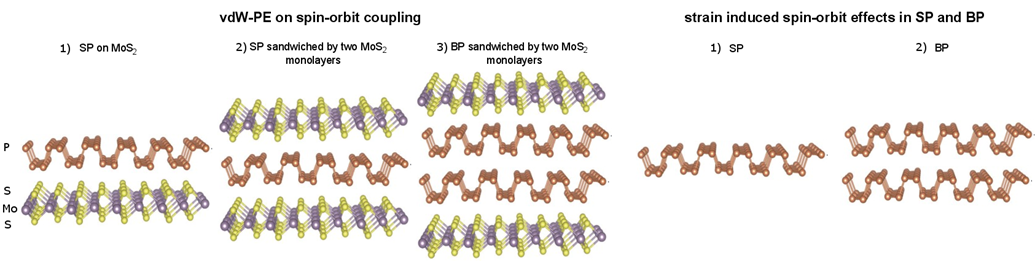 vdW-PE on spin-orbit coupling
strain induced spin-orbit effects in SP and BP
1) SP on MoS2
2) SP sandwiched by two MoS2
monolayers
3) BP sandwiched by two MoS2
monolayers
1) SP
2) BP
P
S
Mo
S